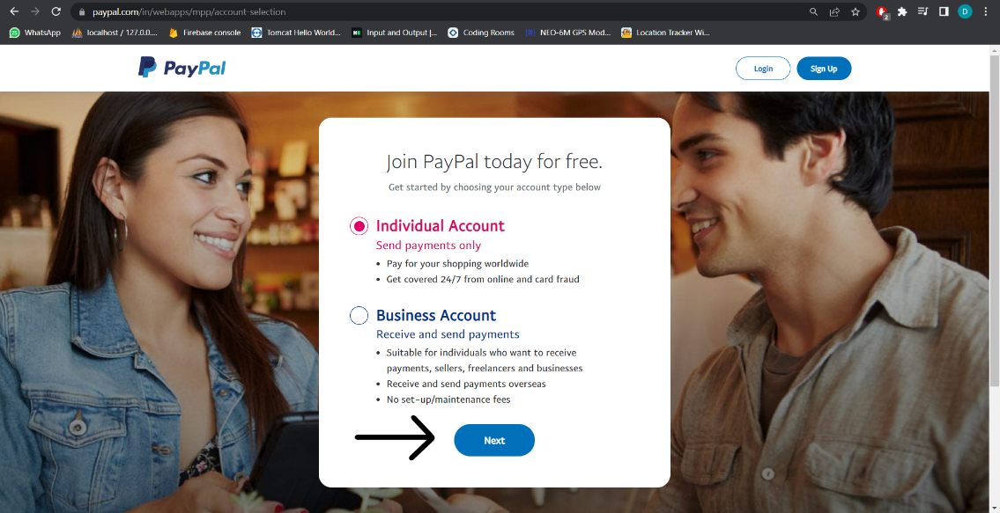 paypal.com/in/webapps/mpp/account-selection
2
D
WhatsApp
localhost / 127.0.0....
Firebase console
Tomcat Hello World...
Input and Output |...
Coding Rooms
NEO-6M GPS Mod...
Location Tracker Wi...
PayPal
Login
Sign Up
Join PayPal today for free.
Get started by choosing your account type below
Individual Account
Send payments only
• Pay for your shopping worldwide
• Get covered 24/7 from online and card fraud
Business Account
Receive and send payments
• Suitable for individuals who want to receive
payments, sellers, freelancers and businesses
• Receive and send payments overseas
• No set-up/maintenance fees
Next